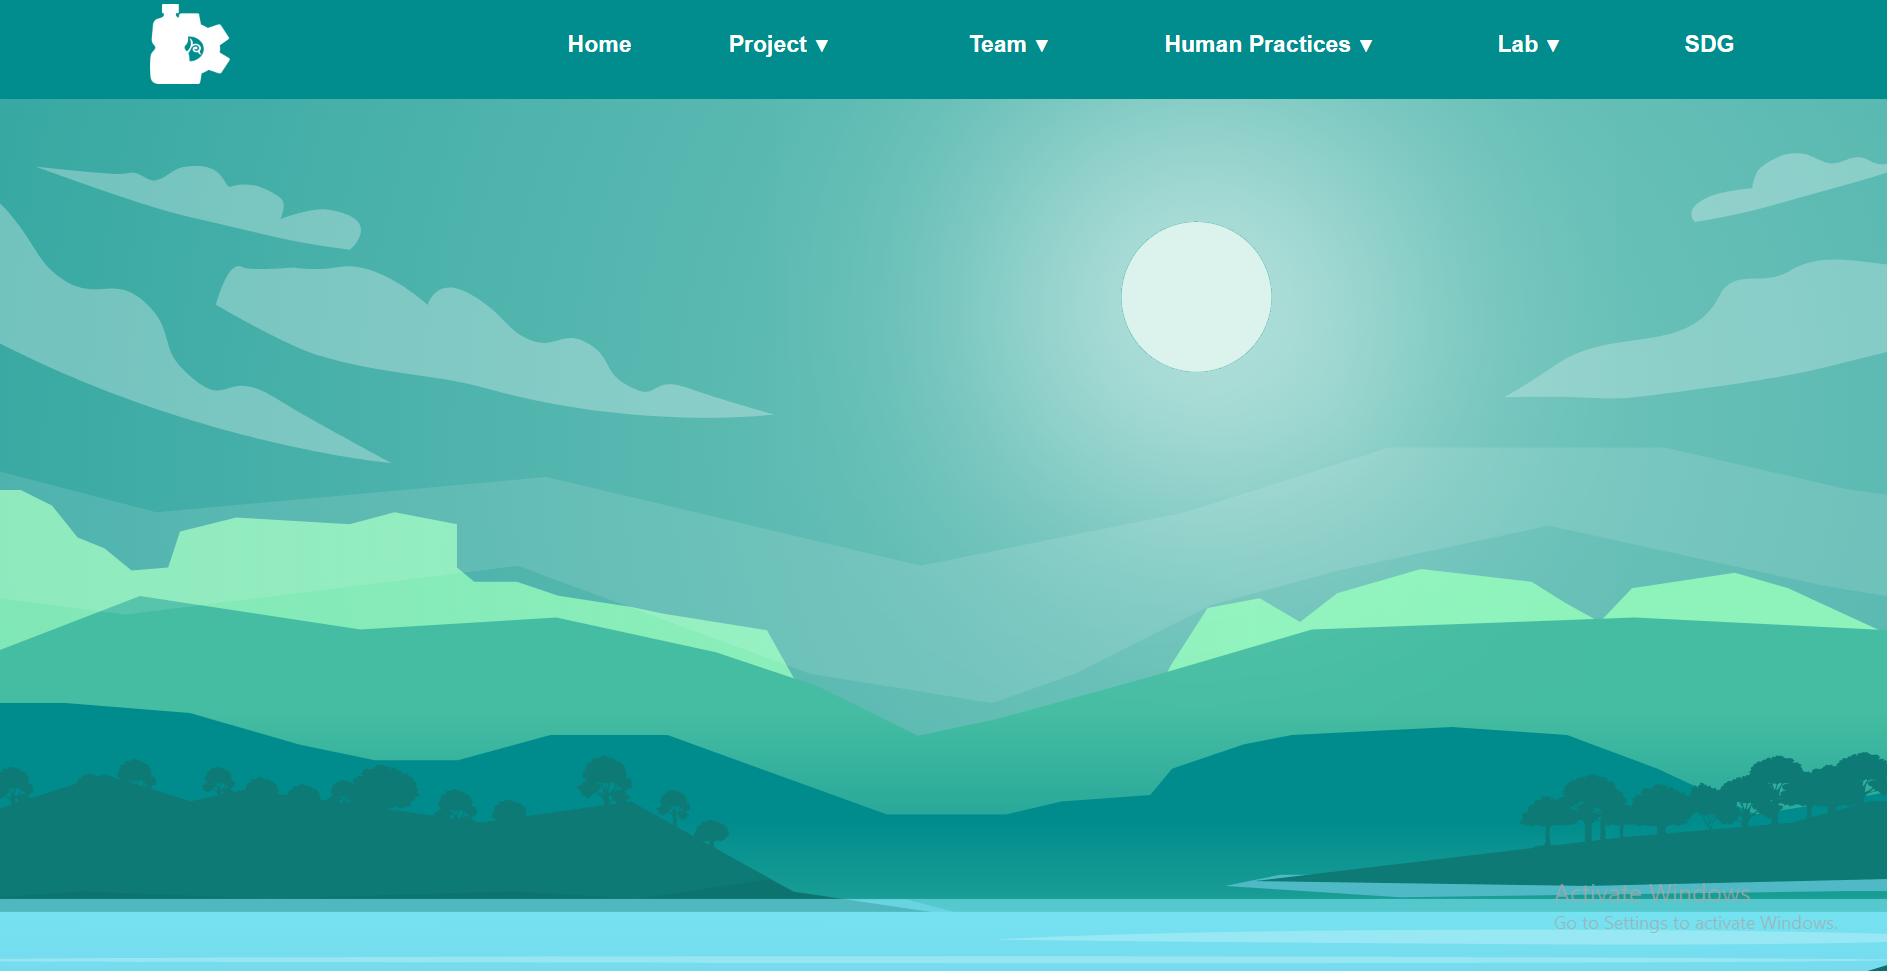 Home Project ▼ Team ▼ Human Practices ▼ Lab ▼ SDG
Activate Windows
Go to Settings to activate Windows.